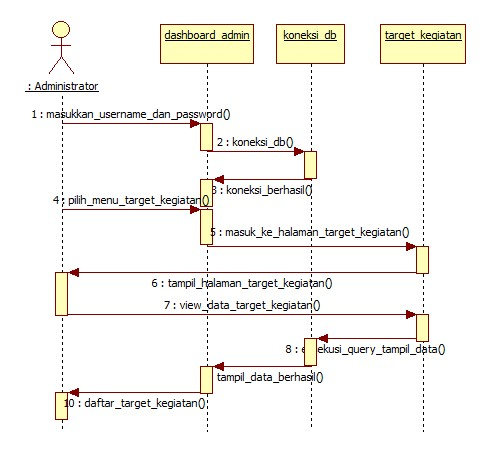 dashboard_admin
koneksi_db
target_kegiatan
: Administrator
1 : masukkan_username_dan_password()
2 : koneksi_db()
3 : koneksi_berhasil()
4 : pilih_menu_target_kegiatan()
5 : masuk_ke_halaman_target_kegiatan()
6 : tampil_halaman_target_kegiatan()
7 : view_data_target_kegiatan()
8 : eksekusi_query_tampil_data()
tampil_data_berhasil()
10 : daftar_target_kegiatan()